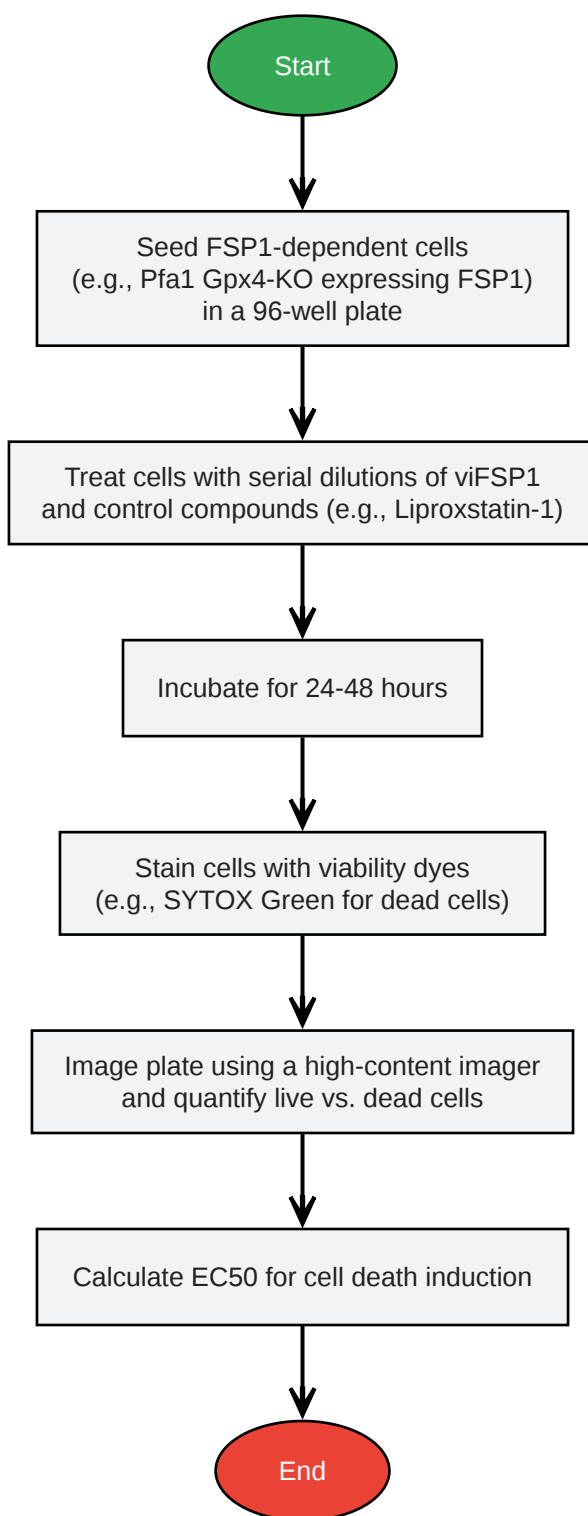 Start
Seed FSP1-dependent cells
(e.g., Pfa1 Gpx4-KO expressing FSP1)
in a 96-well plate
Treat cells with serial dilutions of viFSP1
and control compounds (e.g., Liproxstatin-1)
Incubate for 24-48 hours
Stain cells with viability dyes
(e.g., SYTOX Green for dead cells)
Image plate using a high-content imager
and quantify live vs. dead cells
Calculate EC50 for cell death induction
End